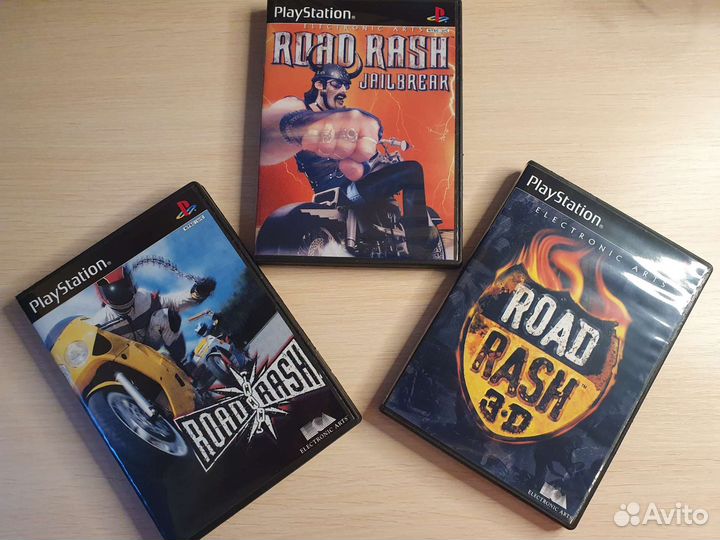 PlayStation
ELECTRONIC ARTS
ROAD RASH
JAILBREAK
PlayStation
ROAD RASH
ELECTRONIC ARTS
PlayStation
ELECTRONIC ARTS
ROAD
RASH
3-D
ELECTRONIC ARTS
Avito